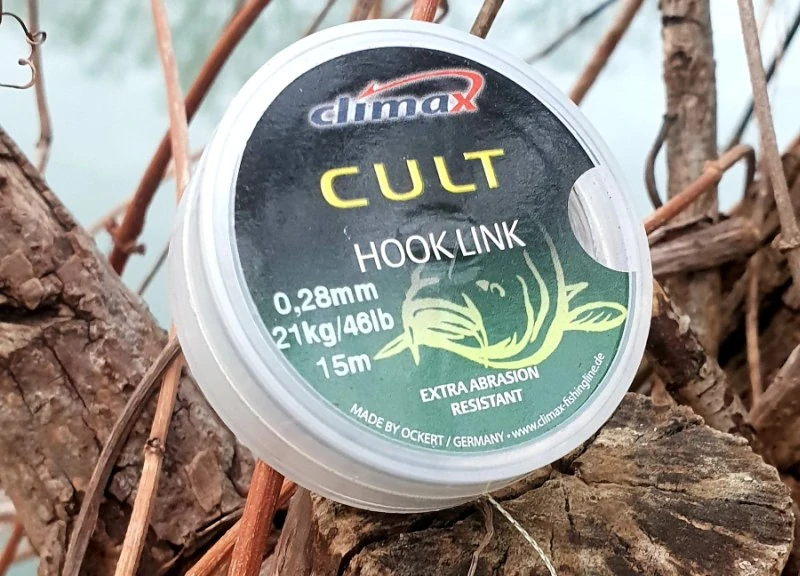 climax
CULT
HOOK LINK
0,28mm
21kg/46lb
15m
EXTRA ABRASION
RESISTANT
MADE BY OCKERT / GERMANY • www.climax-fishingline.de